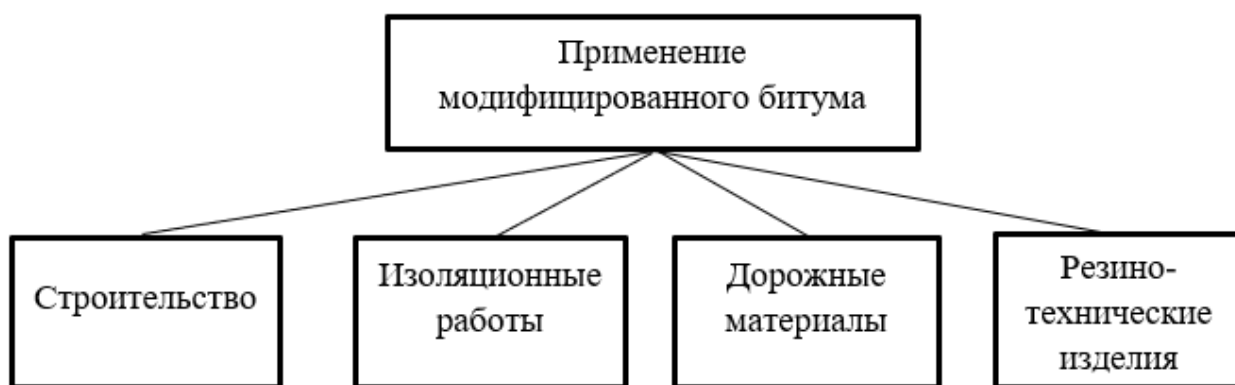 Применение
модифицированного битума
Строительство
Изоляционные
работы
Дорожные
материалы
Резино-
технические
изделия